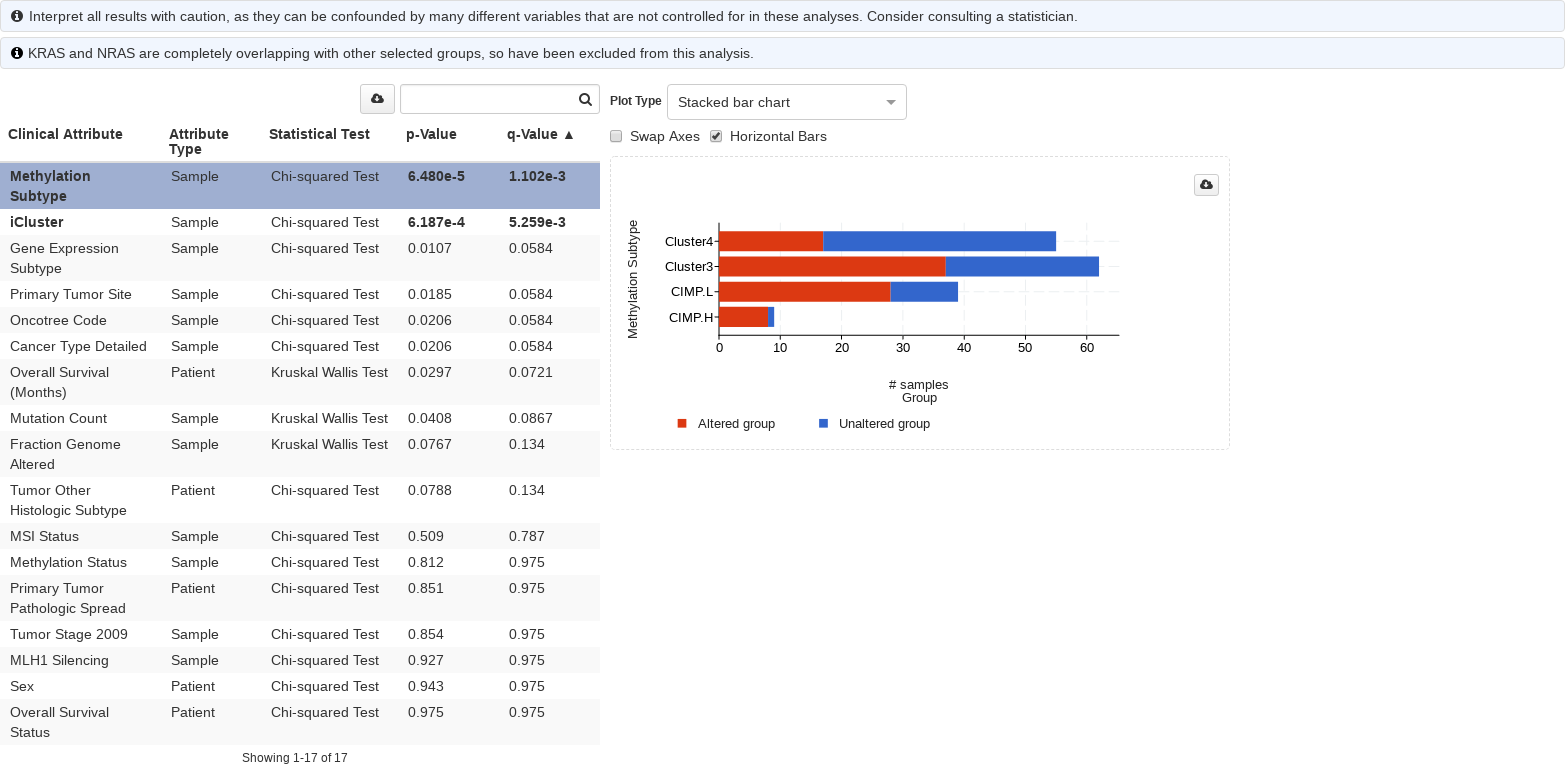 Interpret all results with caution, as they can be confounded by many different variables that are not controlled for in these analyses. Consider consulting a statistician.
KRAS and NRAS are completely overlapping with other selected groups, so have been excluded from this analysis.
Clinical Attribute Attribute Type Statistical Test p-Value q-Value ▲
Methylation Subtype Sample Chi-squared Test 6.480e-5 1.102e-3
iCluster Sample Chi-squared Test 6.187e-4 5.259e-3
Gene Expression Subtype Sample Chi-squared Test 0.0107 0.0584
Primary Tumor Site Sample Chi-squared Test 0.0185 0.0584
Oncotree Code Sample Chi-squared Test 0.0206 0.0584
Cancer Type Detailed Sample Chi-squared Test 0.0206 0.0584
Overall Survival (Months) Patient Kruskal Wallis Test 0.0297 0.0721
Mutation Count Sample Kruskal Wallis Test 0.0408 0.0867
Fraction Genome Altered Sample Kruskal Wallis Test 0.0767 0.134
Tumor Other Histologic Subtype Patient Chi-squared Test 0.0788 0.134
MSI Status Sample Chi-squared Test 0.509 0.787
Methylation Status Sample Chi-squared Test 0.812 0.975
Primary Tumor Pathologic Spread Patient Chi-squared Test 0.851 0.975
Tumor Stage 2009 Sample Chi-squared Test 0.854 0.975
MLH1 Silencing Sample Chi-squared Test 0.927 0.975
Sex Patient Chi-squared Test 0.943 0.975
Overall Survival Status Patient Chi-squared Test 0.975 0.975
Showing 1-17 of 17
Plot Type Stacked bar chart
Swap Axes Horizontal Bars
Methylation Subtype
Cluster4
Cluster3
CIMP.L
CIMP.H
0 10 20 30 40 50 60
# samples
Group
Altered group Unaltered group